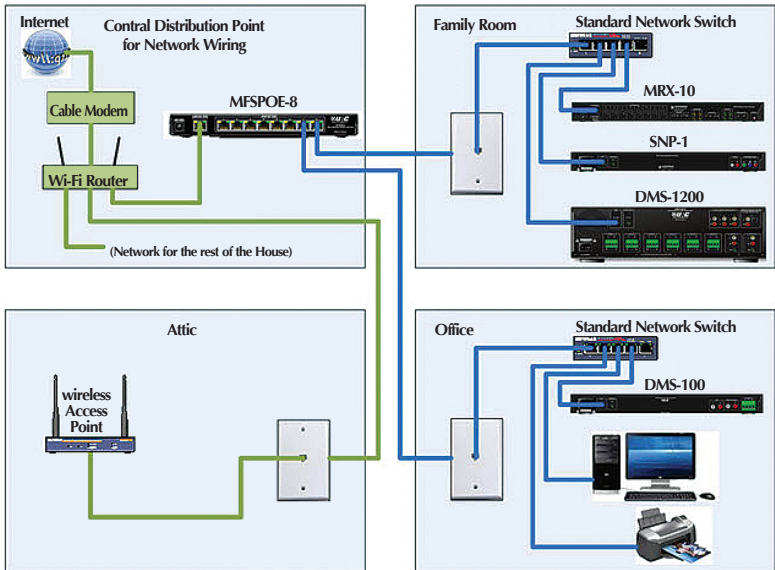 Internet
Contral Distribution Point
for Network Wiring
Cable Modem
MFSPOE-8
Wi-Fi Router
(Network for the rest of the House)
Family Room
Standard Network Switch
MRX-10
SNP-1
DMS-1200
Attic
wireless
Access
Point
Office
Standard Network Switch
DMS-100